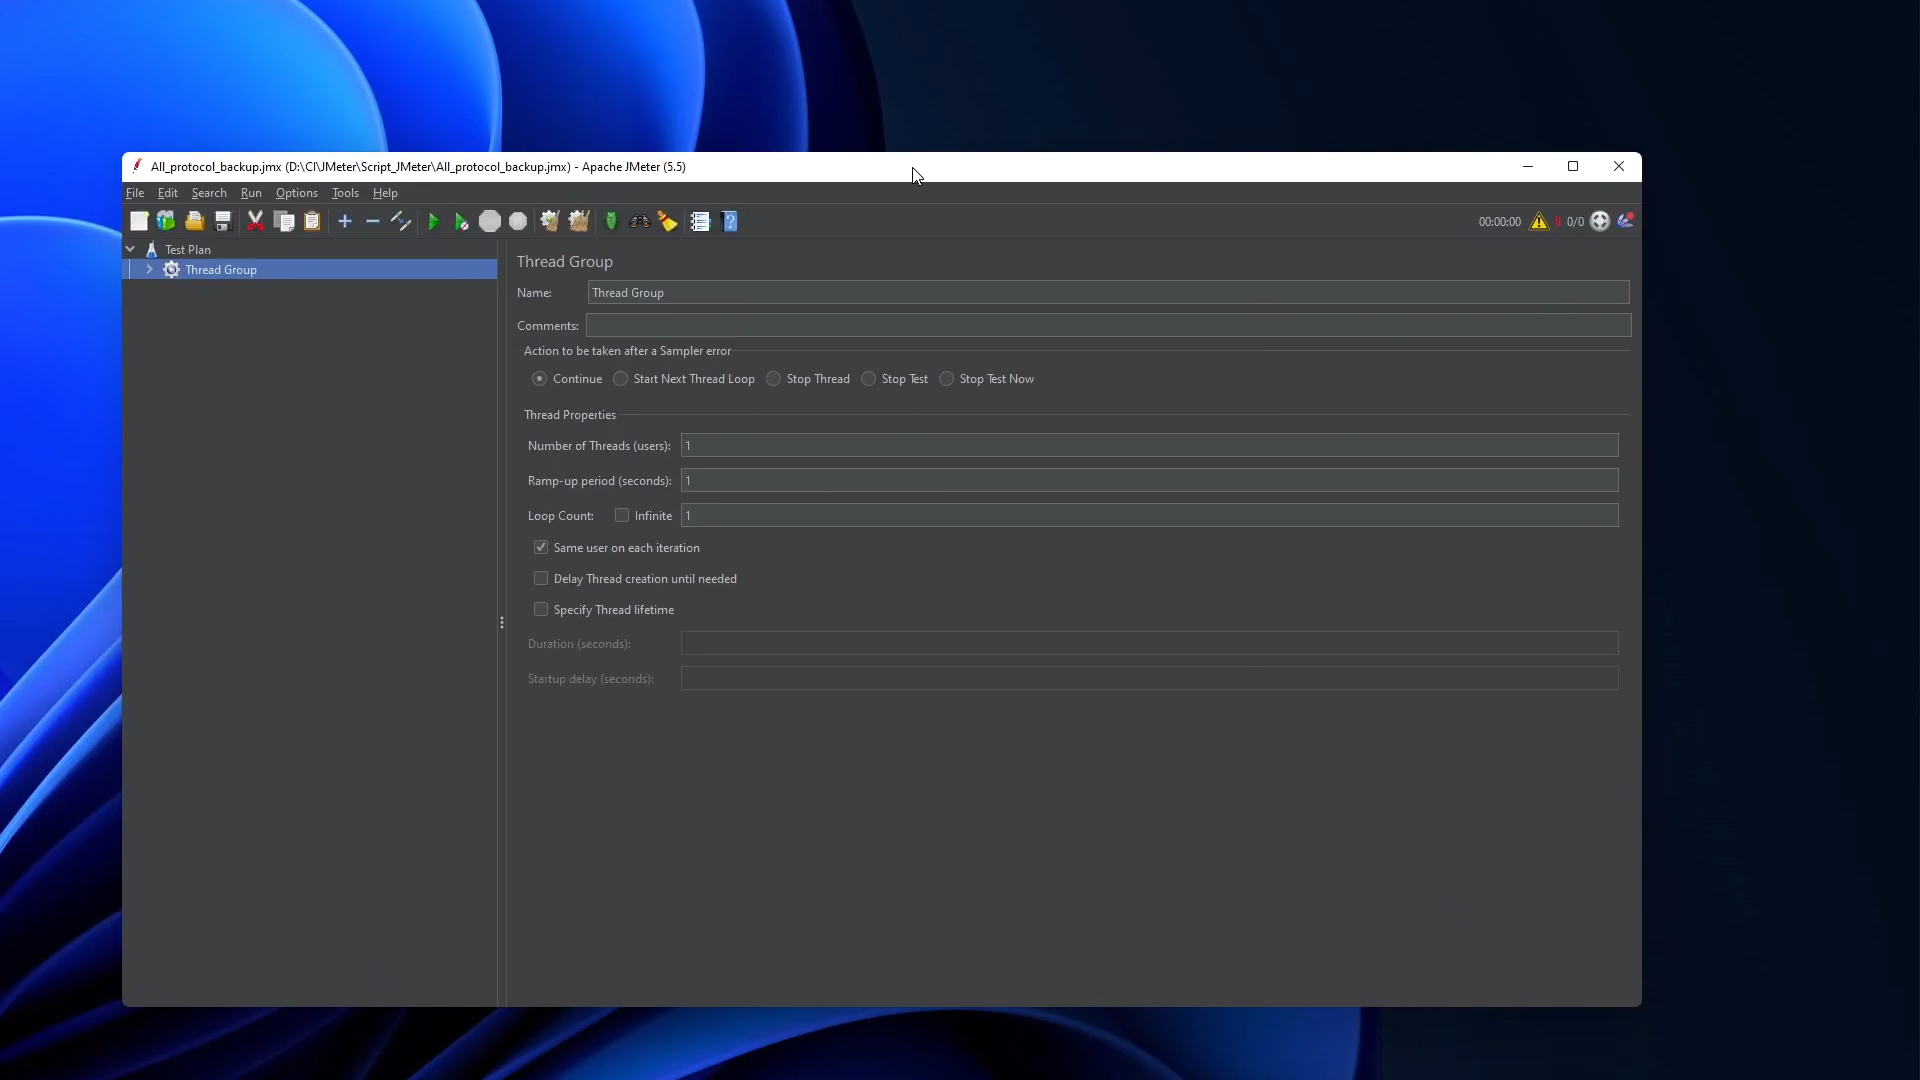 All_protocol_backup.jmx (D:\CI\JMeter\Script_JMeter\All_protocol_backup.jmx) - Apache JMeter (5.5)
File Edit Search Run Options Tools Help
00:00:00 0 0/0
Test Plan
Thread Group
Thread Group
Name: Thread Group
Comments:
Action to be taken after a Sampler error
Continue Start Next Thread Loop Stop Thread Stop Test Stop Test Now
Thread Properties
Number of Threads (users): 1
Ramp-up period (seconds): 1
Loop Count: Infinite 1
Same user on each iteration
Delay Thread creation until needed
Specify Thread lifetime
Duration (seconds):
Startup delay (seconds):